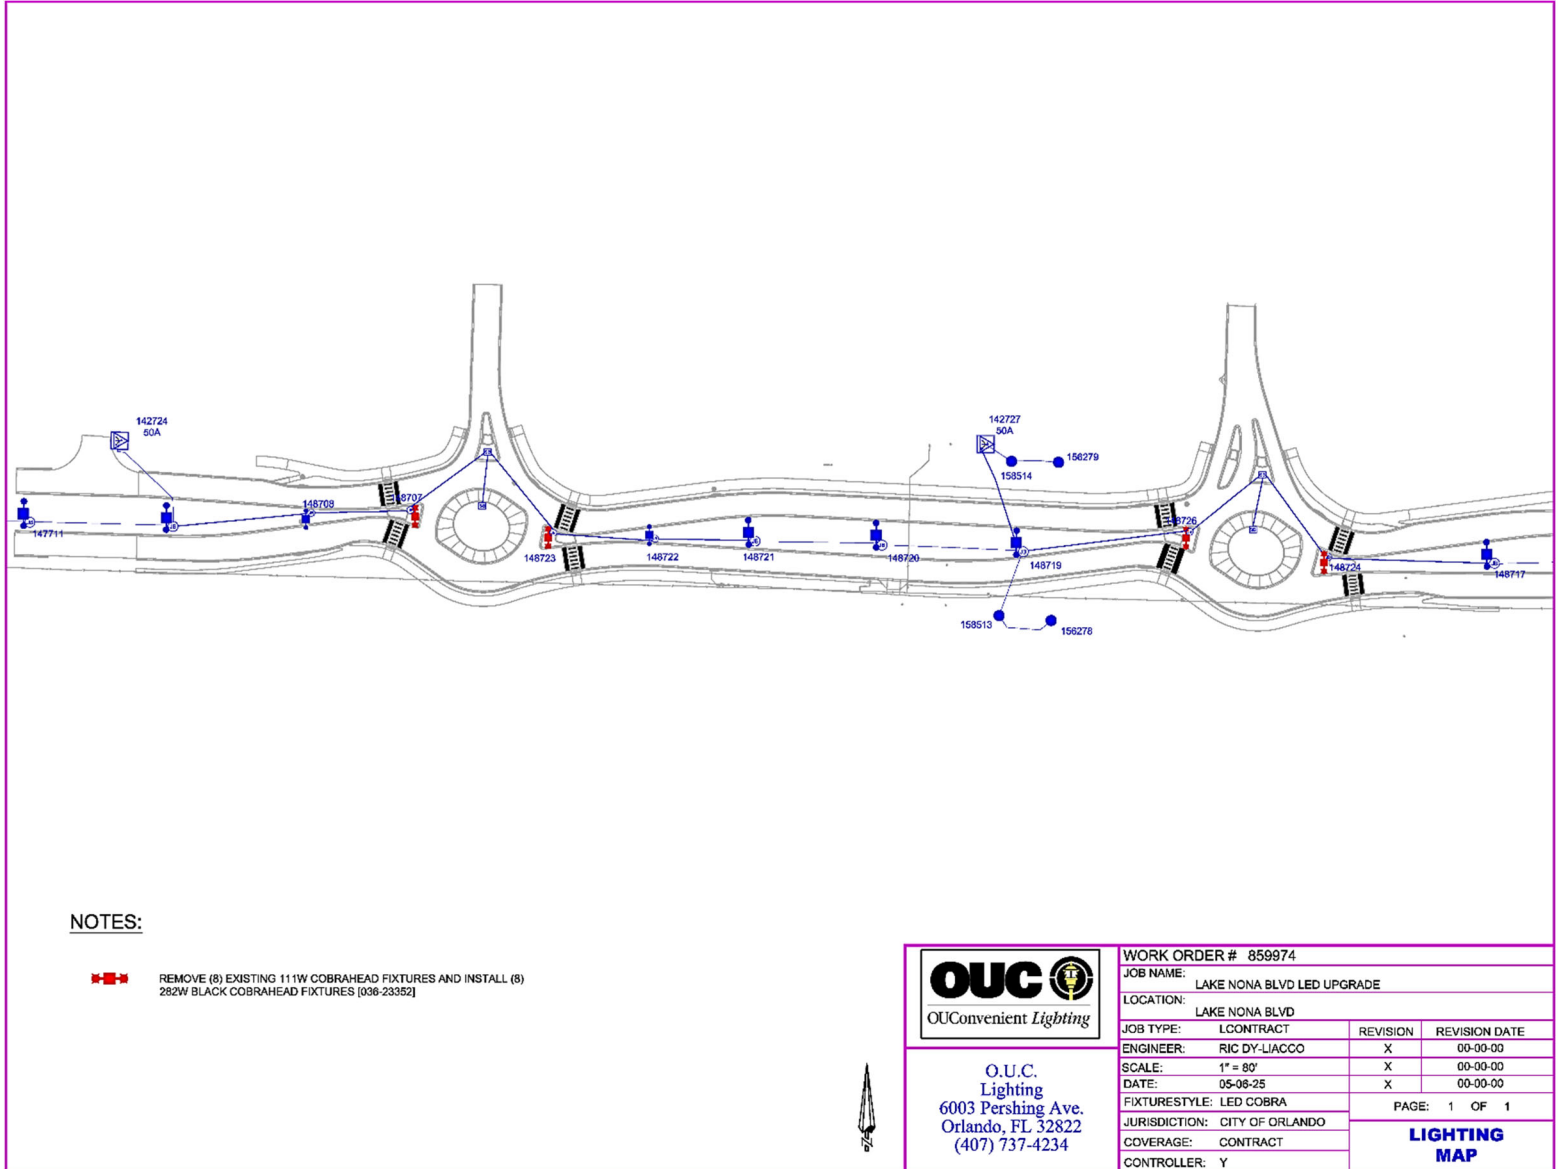 142724
50A
142727
50A
156279
158514
148708
148707
148726
147711
148723
148722
148721
148720
148719
148724
148717
158513
156278
NOTES:
REMOVE (8) EXISTING 111W COBRAHEAD FIXTURES AND INSTALL (8)
282W BLACK COBRAHEAD FIXTURES [036-23352]
OUC
OUConvenient Lighting
O.U.C.
Lighting
6003 Pershing Ave.
Orlando, FL 32822
(407) 737-4234
WORK ORDER # 859974
JOB NAME:
LAKE NONA BLVD LED UPGRADE
LOCATION:
LAKE NONA BLVD
JOB TYPE: LCONTRACT REVISION REVISION DATE
ENGINEER: RIC DY-LIACCO X 00-00-00
SCALE: 1" = 80' X 00-00-00
DATE: 05-06-25 X 00-00-00
FIXTURESTYLE: LED COBRA PAGE: 1 OF 1
JURISDICTION: CITY OF ORLANDO
COVERAGE: CONTRACT
CONTROLLER: Y
LIGHTING
MAP